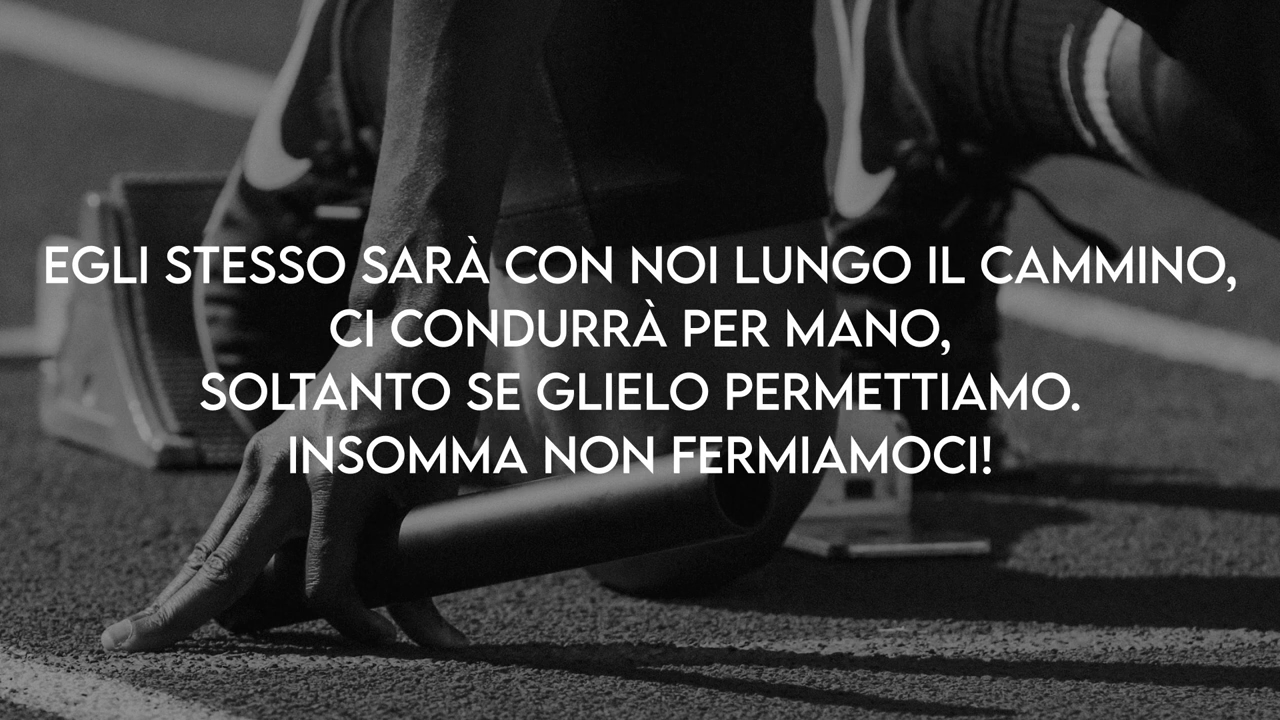 EGLI STESSO SARÀ CON NOI LUNGO IL CAMMINO,
CI CONDURRÀ PER MANO,
SOLTANTO SE GLIELO PERMETTIAMO.
INSOMMA NON FERMIAMOCI!